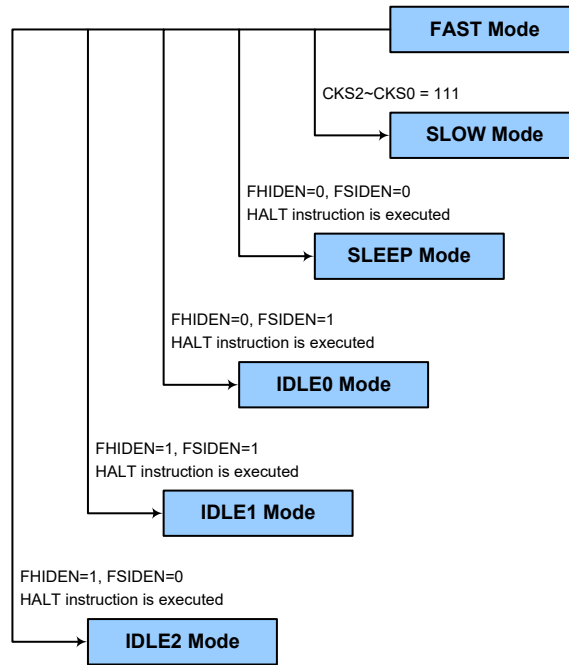 FAST Mode
CKS2~CKS0 = 111
SLOW Mode
FHIDEN=0, FSIDEN=0
HALT instruction is executed
SLEEP Mode
FHIDEN=0, FSIDEN=1
HALT instruction is executed
IDLE0 Mode
FHIDEN=1, FSIDEN=1
HALT instruction is executed
IDLE1 Mode
FHIDEN=1, FSIDEN=0
HALT instruction is executed
IDLE2 Mode